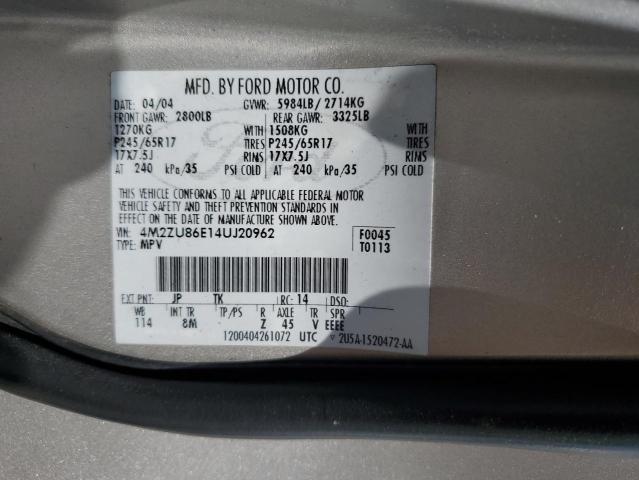 MFD. BY FORD MOTOR CO.
DATE: 04/04 GVWR: 5984LB/ 2714KG
FRONT GAWR: 2800LB REAR GAWR: 3325LB
1270KG WITH 1508KG WITH
P245/65R17 TIRES P245/65R17 TIRES
17X7.5J RIMS 17X7.5J RIMS
AT 240 kPa/35 PSI COLD AT 240 kPa/35 PSI COLD
THIS VEHICLE CONFORMS TO ALL APPLICABLE FEDERAL MOTOR
VEHICLE SAFETY AND THEFT PREVENTION STANDARDS IN
EFFECT ON THE DATE OF MANUFACTURE SHOWN ABOVE.
VIN: 4M2ZU86E14UJ20962 F0045
TYPE: MPV T0113
EXT PNT: JP TK RC: 14 DSO:
WB INT TR TP/PS R AXLE TR SPR
114 8M Z 45 V EEEE
1200404261072 UTC ▽ 2U5A-1520472-AA
Ford